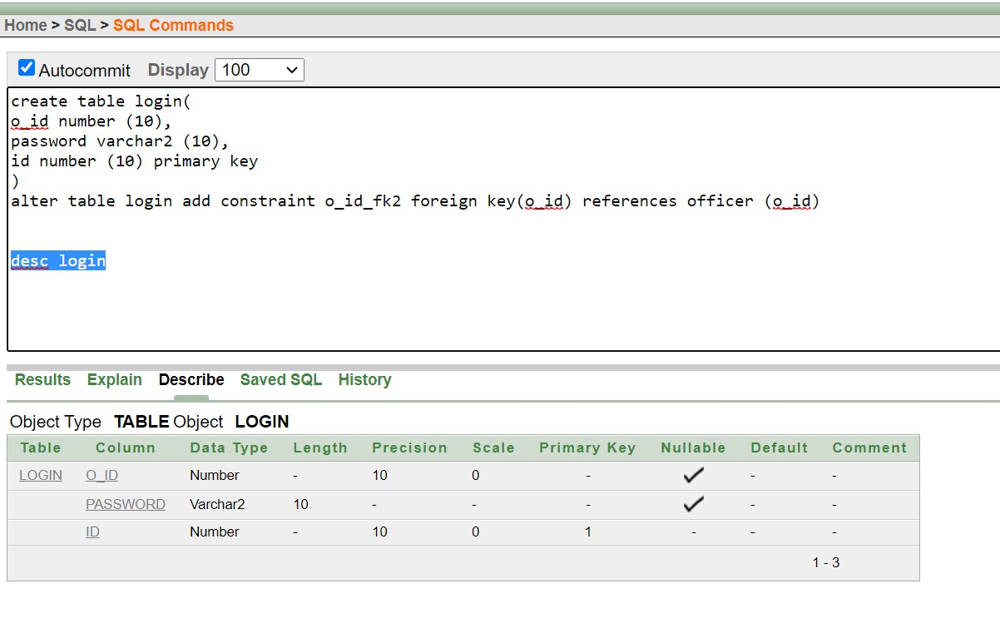 Home > SQL > SQL Commands
Autocommit Display 100
create table login(
o_id number (10),
password varchar2 (10),
id number (10) primary key
)
alter table login add constraint o_id_fk2 foreign key(o_id) references officer (o_id)
desc login
Results Explain Describe Saved SQL History
Object Type TABLE Object LOGIN
Table Column Data Type Length Precision Scale Primary Key Nullable Default Comment
LOGIN O_ID Number - 10 0 - ✓ - -
PASSWORD Varchar2 10 - - - ✓ - -
ID Number - 10 0 1 - - -
1 - 3